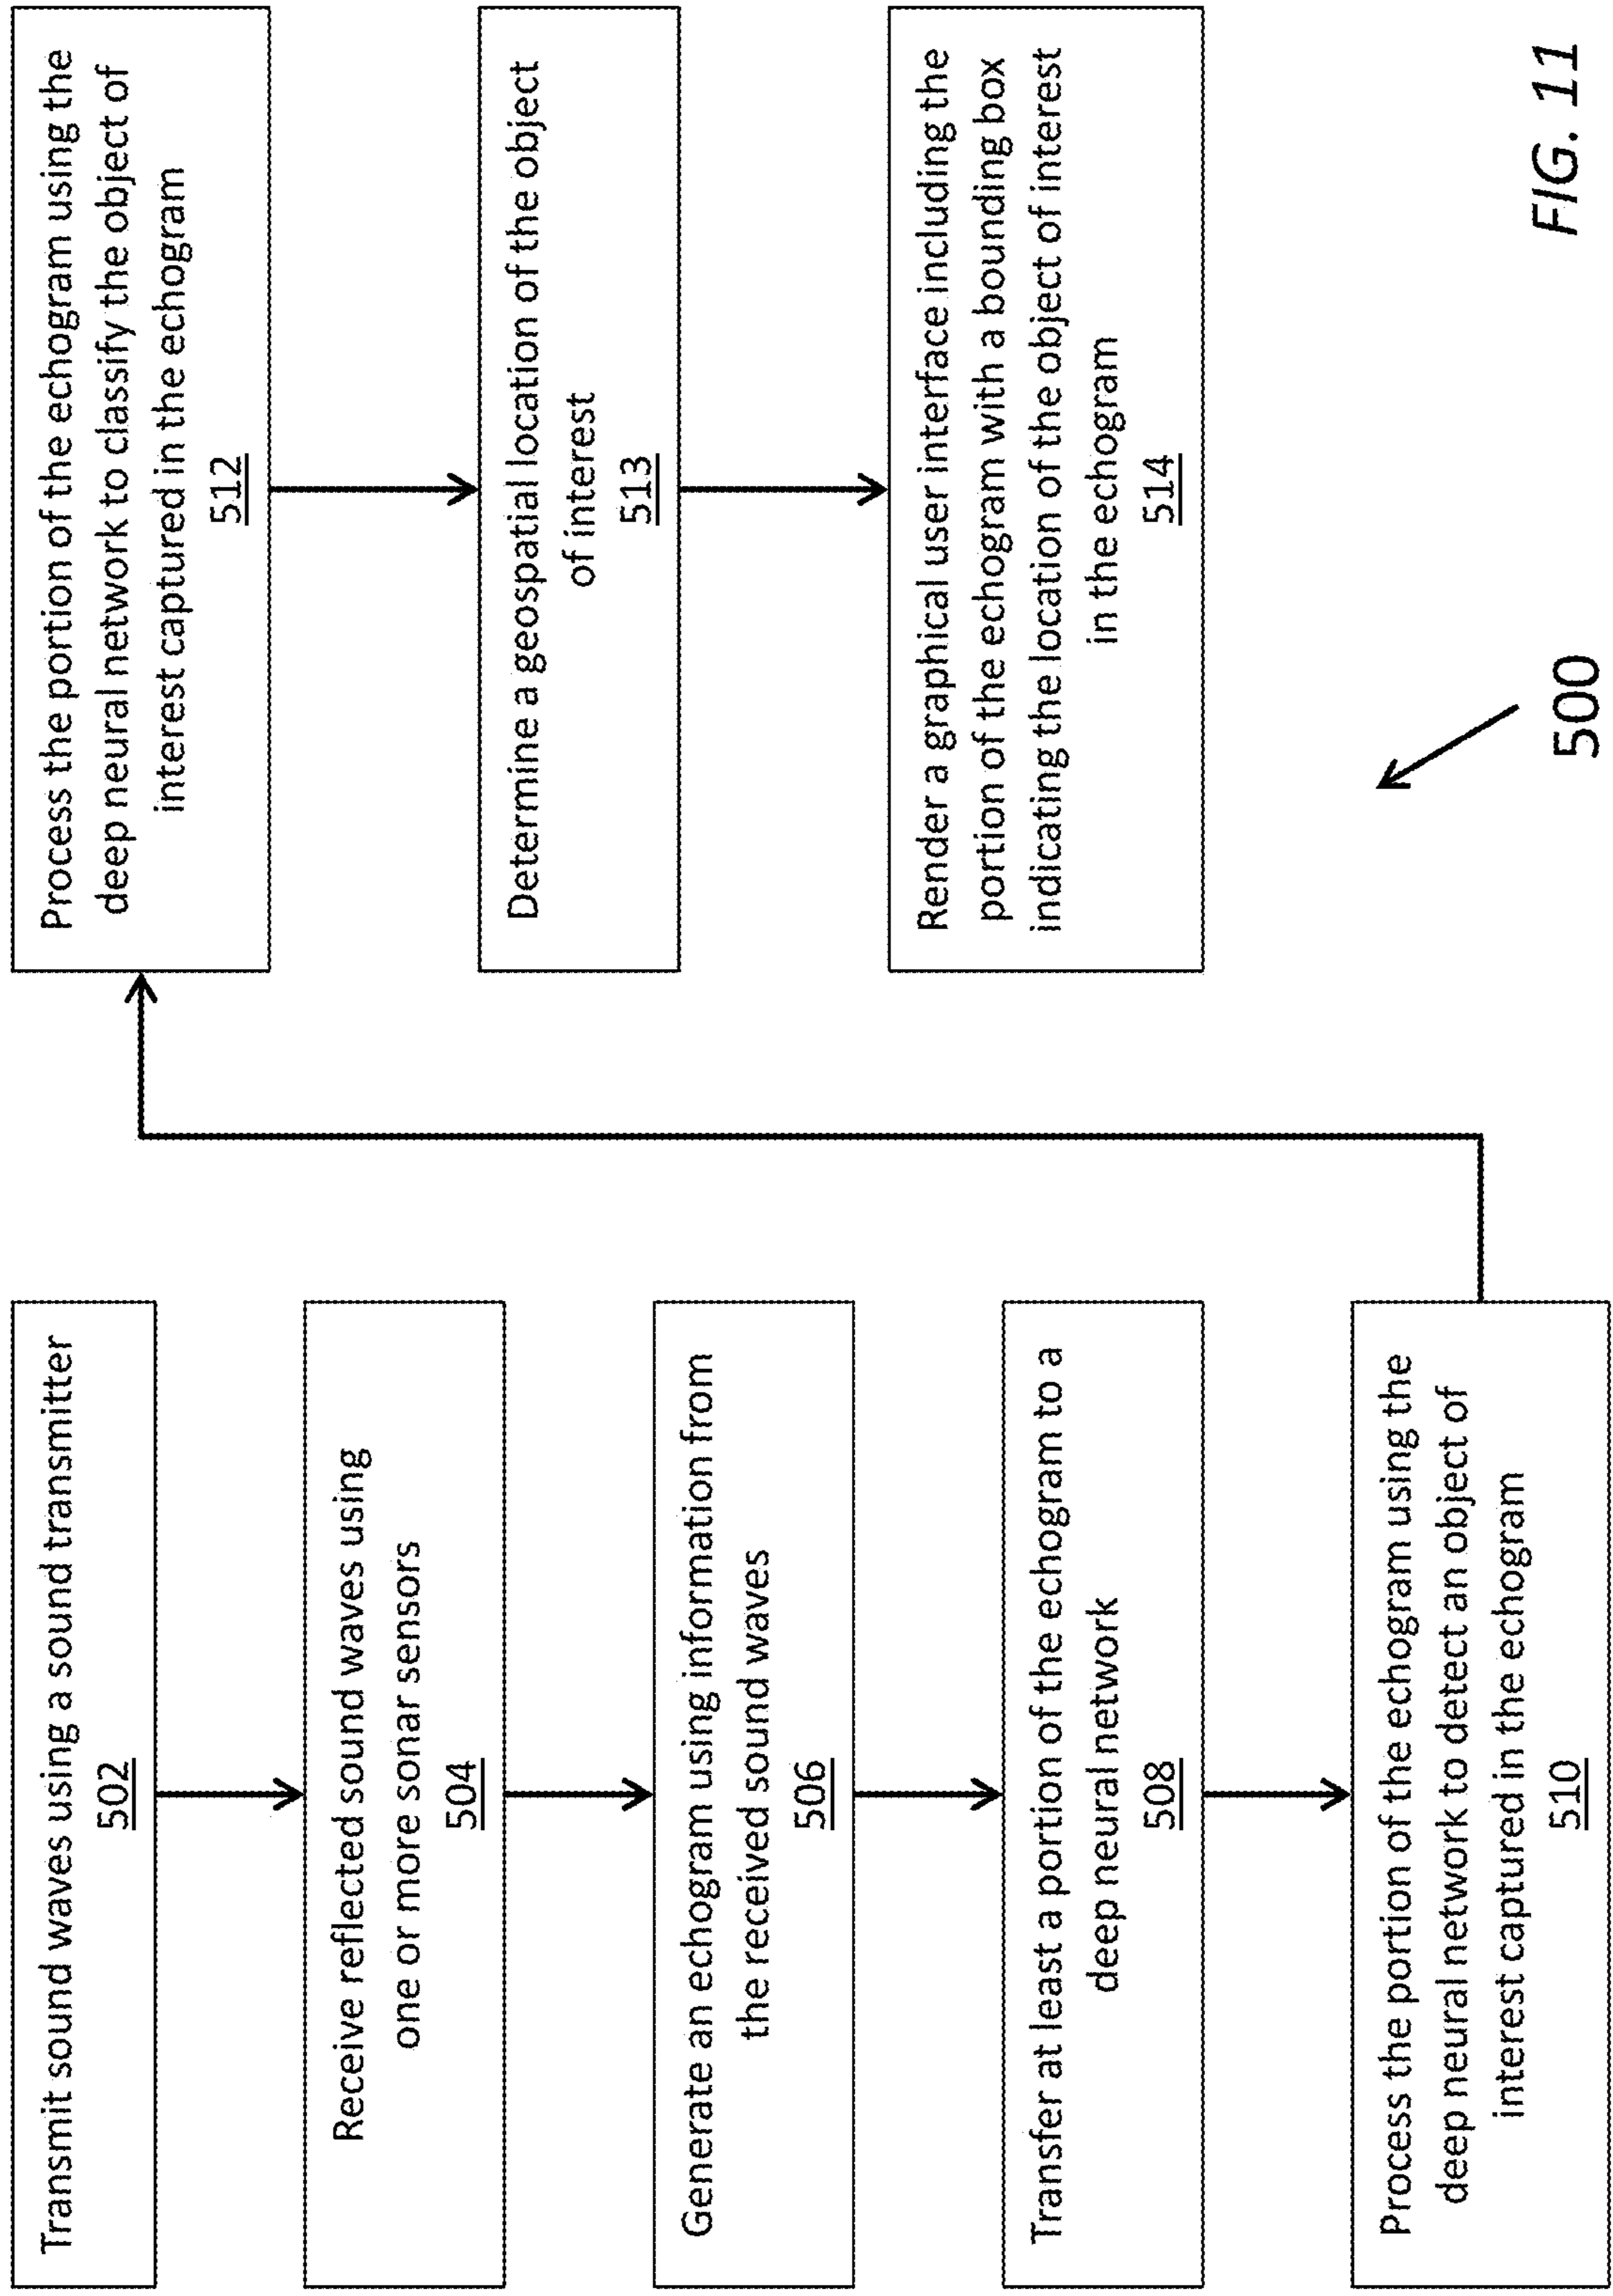 Transmit sound waves using a sound transmitter
502
Receive reflected sound waves using
one or more sonar sensors
504
Generate an echogram using information from
the received sound waves
506
Transfer at least a portion of the echogram to a
deep neural network
508
Process the portion of the echogram using the
deep neural network to detect an object of
interest captured in the echogram
510
Process the portion of the echogram using the
deep neural network to classify the object of
interest captured in the echogram
512
Determine a geospatial location of the object
of interest
513
Render a graphical user interface including the
portion of the echogram with a bounding box
indicating the location of the object of interest
in the echogram
514
500
FIG. 11